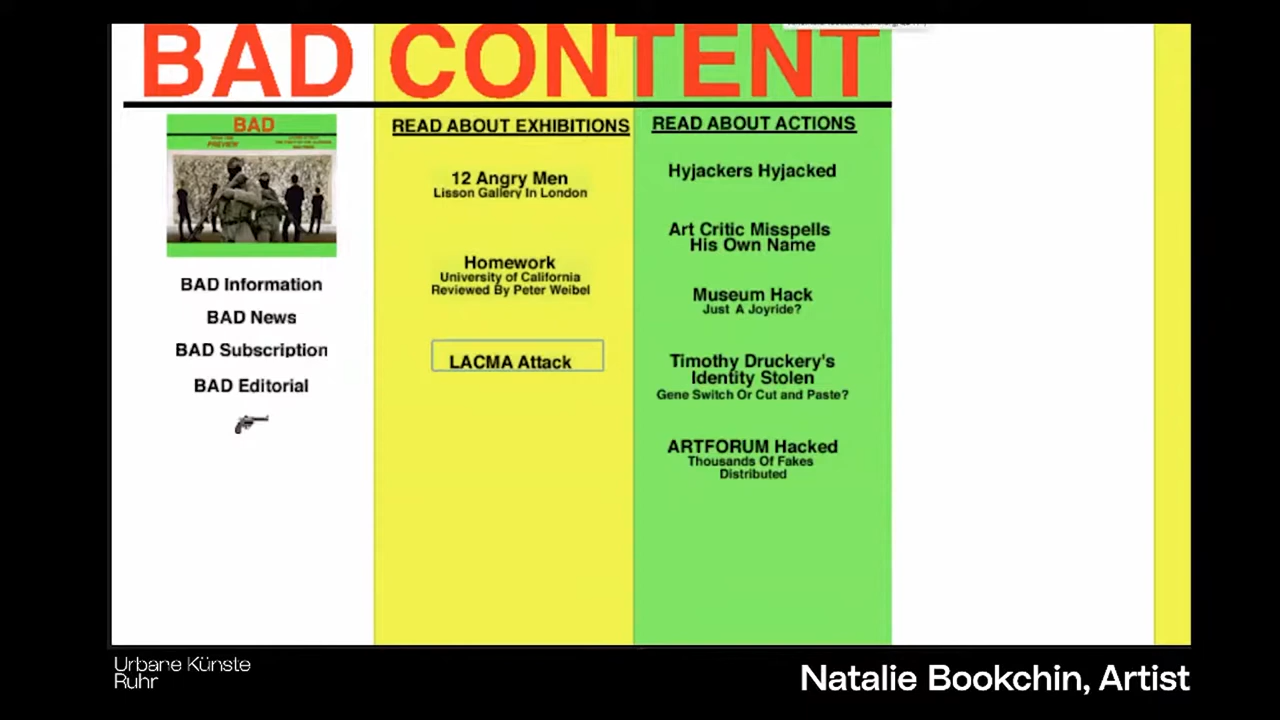 BAD CONTENT
BAD
PREVIEW
BAD Information
BAD News
BAD Subscription
BAD Editorial
READ ABOUT EXHIBITIONS
12 Angry Men
Lisson Gallery In London
Homework
University of California
Reviewed By Peter Weibel
LACMA Attack
READ ABOUT ACTIONS
Hyjackers Hyjacked
Art Critic Misspells
His Own Name
Museum Hack
Just A Joyride?
Timothy Druckery's
Identity Stolen
Gene Switch Or Cut and Paste?
ARTFORUM Hacked
Thousands Of Fakes
Distributed
Urbane Künste
Ruhr
Natalie Bookchin, Artist